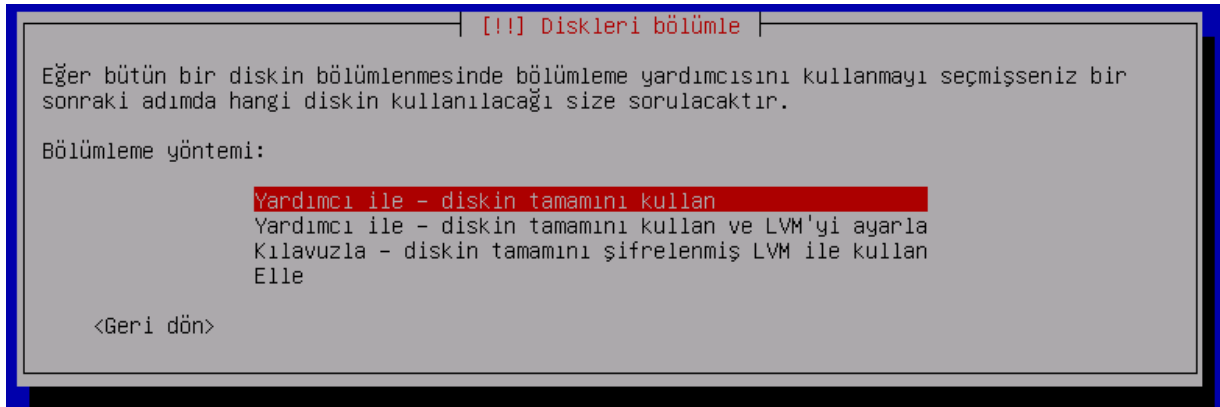 [!!] Diskleri bölümle
Eğer bütün bir diskin bölümlenmesinde bölümleme yardımcısını kullanmayı seçmişseniz bir
sonraki adımda hangi diskin kullanılacağı size sorulacaktır.
Bölümleme yöntemi:
Yardımcı ile - diskin tamamını kullan
Yardımcı ile - diskin tamamını kullan ve LVM'yi ayarla
Kılavuzla - diskin tamamını şifrelenmiş LVM ile kullan
Elle
<Geri dön>